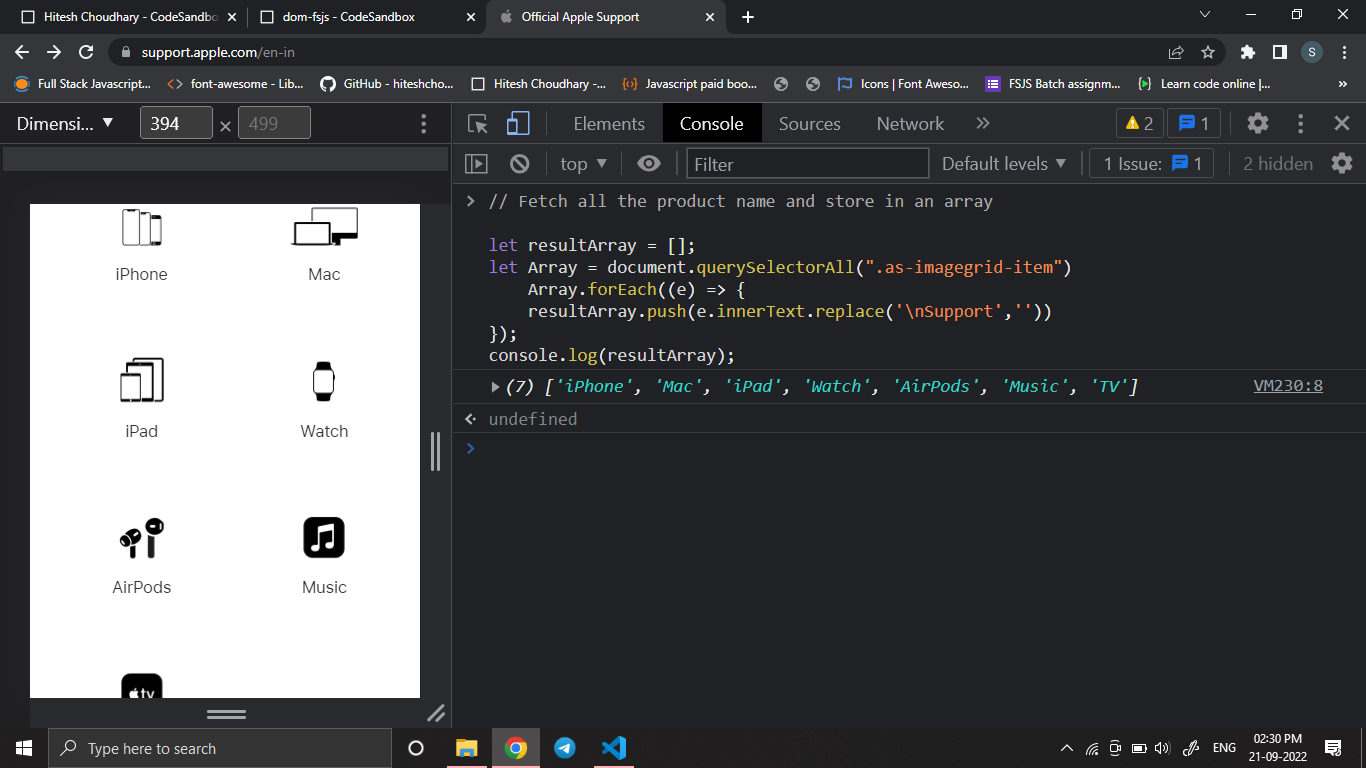 Hitesh Choudhary - CodeSandbo
dom-fsjs - CodeSandbox
Official Apple Support
support.apple.com/en-in
S
Full Stack Javascript...
font-awesome - Lib...
GitHub - hiteshcho...
Hitesh Choudhary -...
Javascript paid boo...
Icons | Font Aweso...
FSJS Batch assignm...
Learn code online |...
»
Dimensi...
394
×
499
Elements
Console
Sources
Network
2
1
top
Filter
Default levels
1 Issue:
1
2 hidden
iPhone
Mac
iPad
Watch
AirPods
Music
tv
// Fetch all the product name and store in an array
let resultArray = [];
let Array = document.querySelectorAll(".as-imagegrid-item")
Array.forEach((e) => {
resultArray.push(e.innerText.replace('\nSupport',''))
});
console.log(resultArray);
(7) ['iPhone', 'Mac', 'iPad', 'Watch', 'AirPods', 'Music', 'TV']
VM230:8
undefined
Type here to search
ENG
02:30 PM
21-09-2022